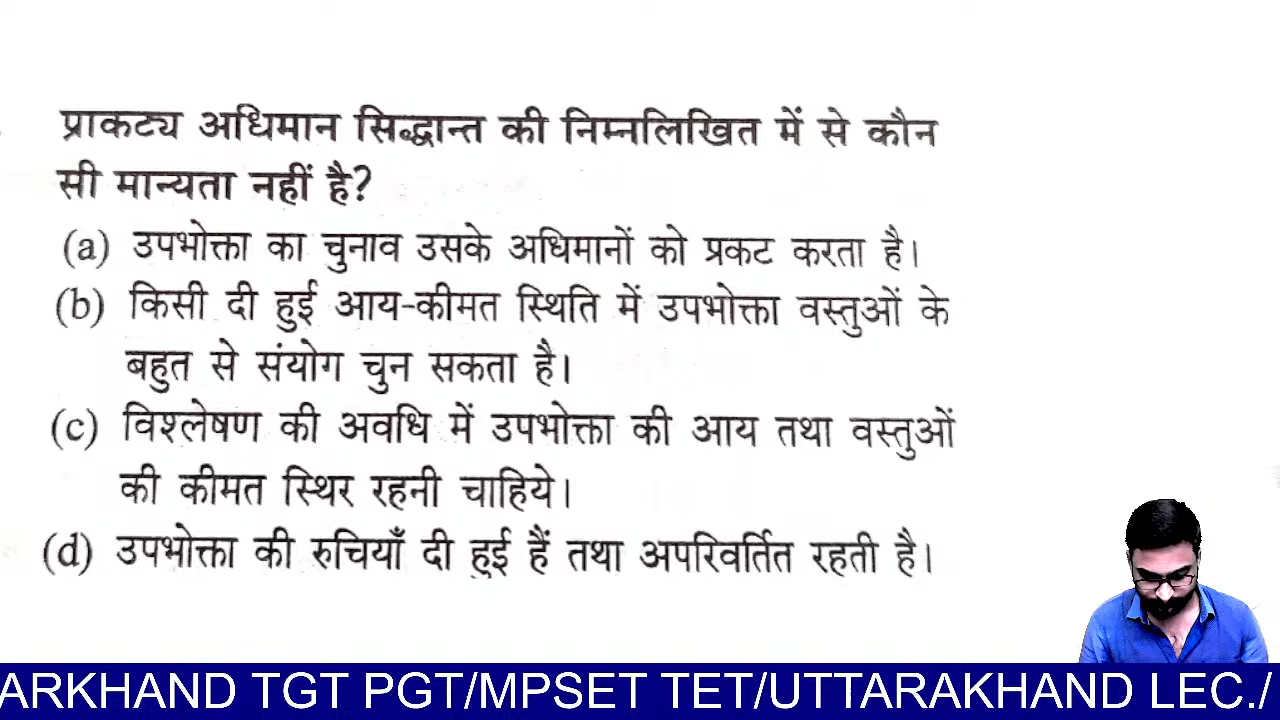 प्राकट्य अधिमान सिद्धान्त की निम्नलिखित में से कौन
सी मान्यता नहीं है?
(a) उपभोक्ता का चुनाव उसके अधिमानों को प्रकट करता है।
(b) किसी दी हुई आय-कीमत स्थिति में उपभोक्ता वस्तुओं के
बहुत से संयोग चुन सकता है।
(c) विश्लेषण की अवधि में उपभोक्ता की आय तथा वस्तुओं
की कीमत स्थिर रहनी चाहिये।
(d) उपभोक्ता की रुचियाँ दी हुई हैं तथा अपरिवर्तित रहती है।
ARKHAND TGT PGT/MPSET TET/UTTARAKHAND LEC./